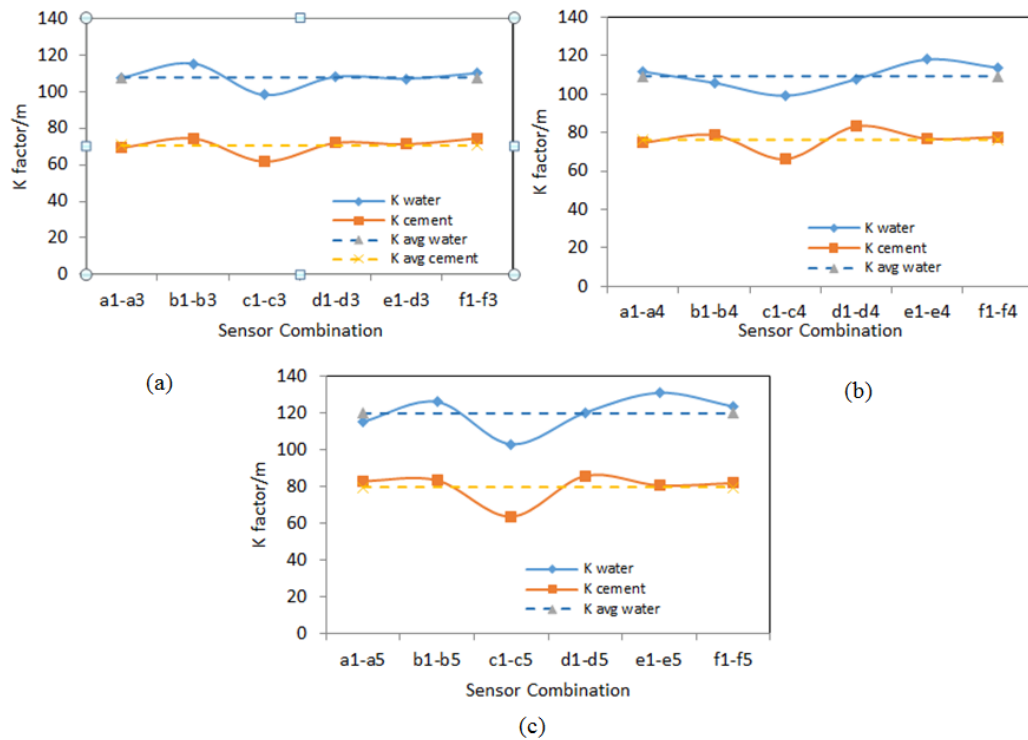 140
120
100
80
60
40
20
0
K factor/m
K water
K cement
K avg water
K avg cement
a1-a3 b1-b3 c1-c3 d1-d3 e1-d3 f1-f3
Sensor Combination
(a)
140
120
100
80
60
40
20
0
K factor/m
K water
K cement
K avg water
a1-a4 b1-b4 c1-c4 d1-d4 e1-e4 f1-f4
Sensor Combination
(b)
140
120
100
80
60
40
20
0
K factor/m
K water
K cement
K avg water
a1-a5 b1-b5 c1-c5 d1-d5 e1-e5 f1-f5
Sensor Combination
(c)